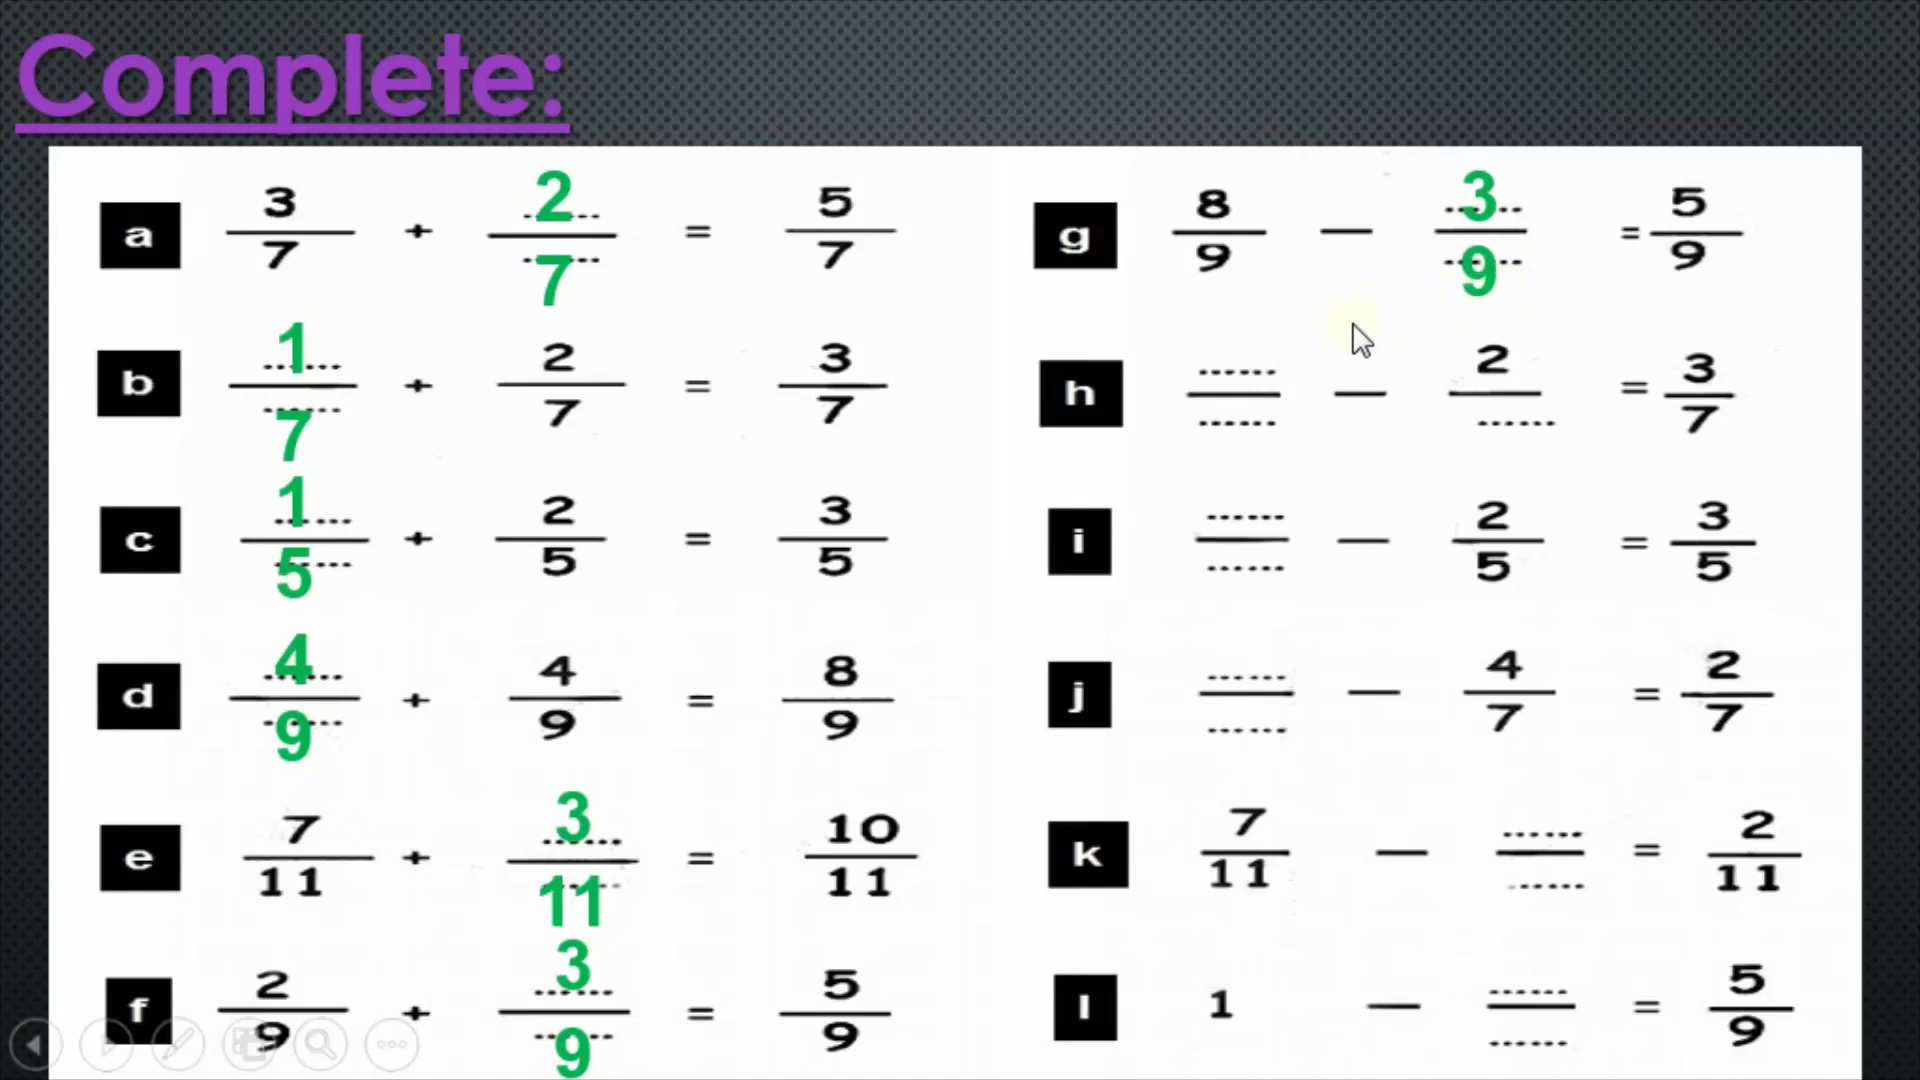 Complete:
a 3/7 + 2/7 = 5/7
b 1/7 + 2/7 = 3/7
c 1/5 + 2/5 = 3/5
d 4/9 + 4/9 = 8/9
e 7/11 + 3/11 = 10/11
f 2/9 + 3/9 = 5/9
g 8/9 — 3/9 = 5/9
h ....../...... — 2/...... = 3/7
i ....../...... — 2/5 = 3/5
j ....../...... — 4/7 = 2/7
k 7/11 — ....../...... = 2/11
l 1 — ....../...... = 5/9